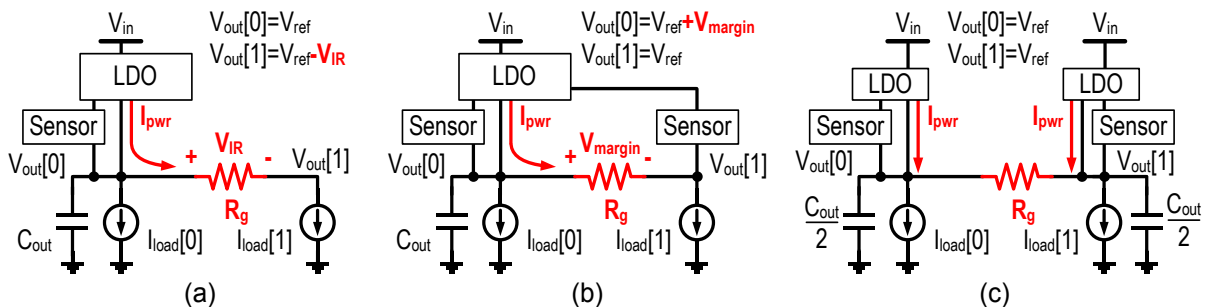 Vin
Vout[0]=Vref
Vout[1]=Vref-VIR
LDO
Sensor
Ipwr
Vout[0]
+ VIR -
Vout[1]
Rg
Cout
Iload[0]
Iload[1]
(a)
Vin
Vout[0]=Vref+Vmargin
Vout[1]=Vref
LDO
Sensor
Sensor
Ipwr
Vout[0]
+ Vmargin -
Vout[1]
Rg
Cout
Iload[0]
Iload[1]
(b)
Vin
Vout[0]=Vref
Vout[1]=Vref
Vin
LDO
LDO
Sensor
Ipwr
Ipwr
Sensor
Vout[0]
Vout[1]
Rg
Cout
2
Iload[0]
Iload[1]
Cout
2
(c)